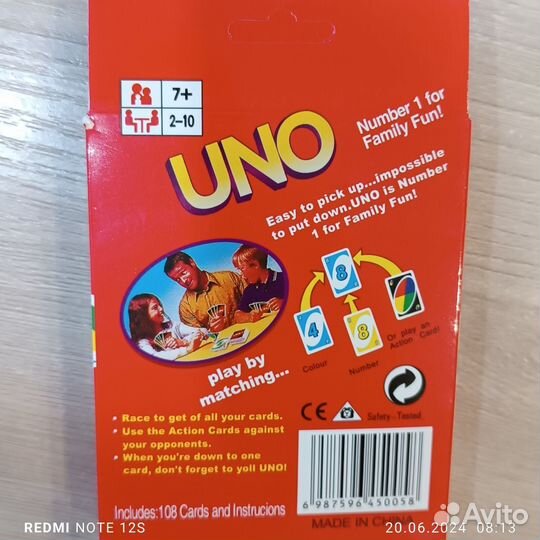 7+
2-10
UNO
Number 1 for
Family Fun!
Easy to pick up...impossible
to put down.UNO is Number
1 for Family Fun!
8
4
8
Colour
Number
Or play an
Action Card!
play by
matching...
• Race to get of all your cards.
• Use the Action Cards against
your opponents.
• When you're down to one
card, don't forget to yoll UNO!
CE
Safety-Tested
Includes:108 Cards and Instrucions
6 987596 450058
MADE IN CHINA
REDMI NOTE 12S
20.06.2024 08:13
Avito